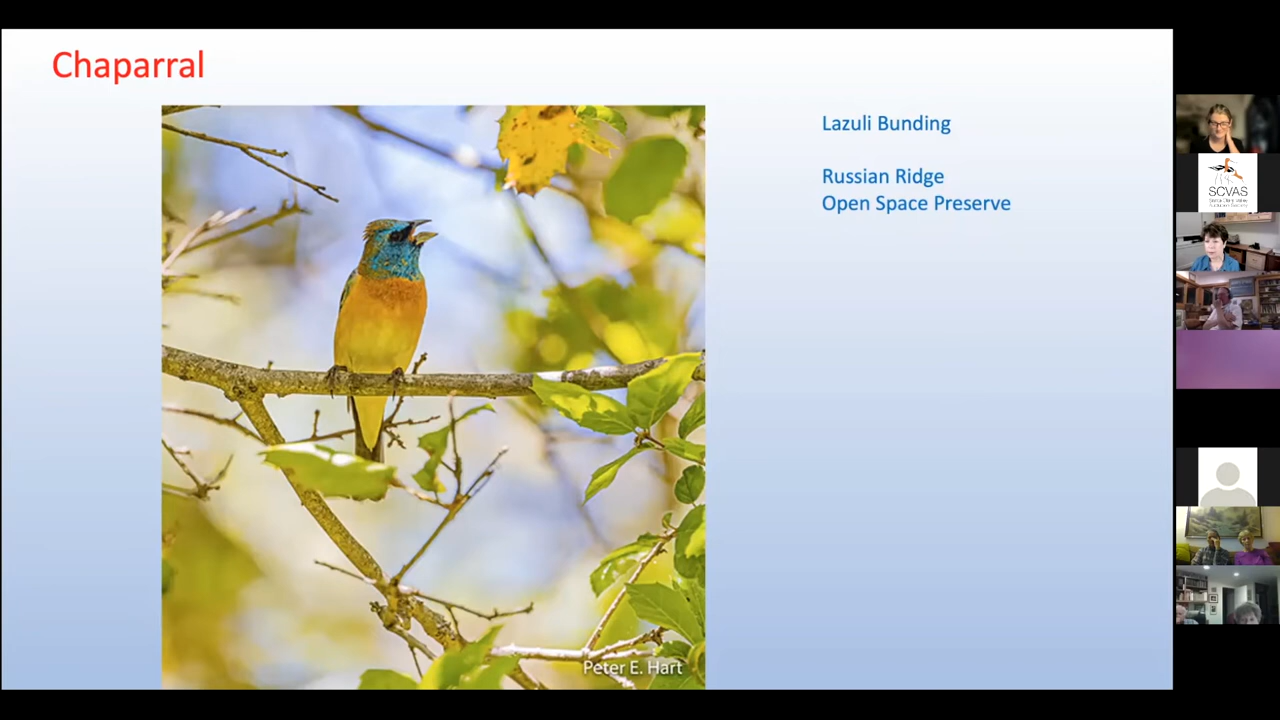 Chaparral
Lazuli Bunding
Russian Ridge
Open Space Preserve
Peter E. Hart
SCVAS